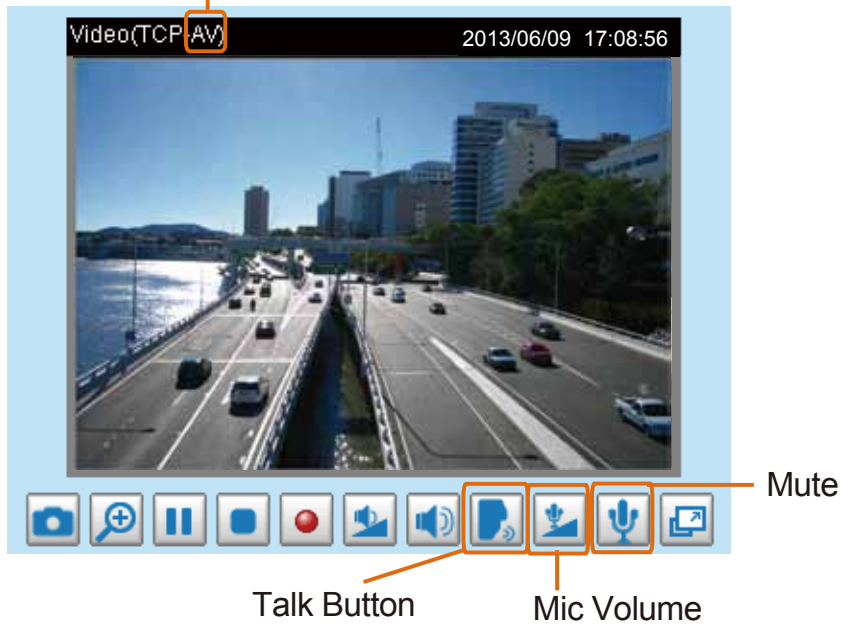 Video(TCP-AV)
2013/06/09 17:08:56
Mute
Talk Button
Mic Volume